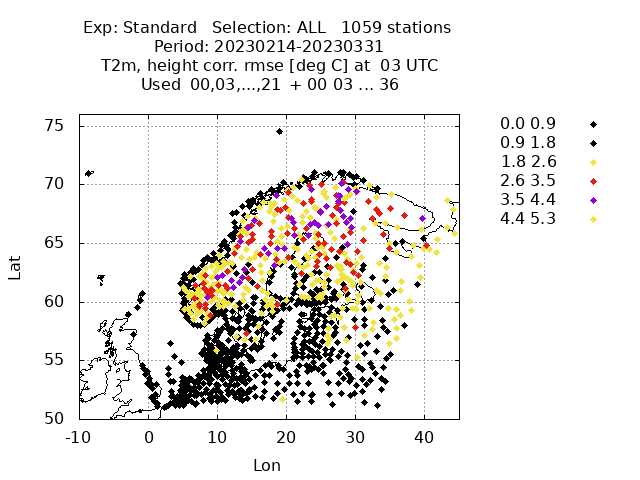 Exp: Standard   Selection: ALL   1059 stations
Period: 20230214-20230331
T2m, height corr. rmse [deg C] at  03 UTC
Used  00,03,...,21  + 00 03 ... 36
75
70
65
60
55
50
Lat
-10 0 10 20 30 40
Lon
0.0 0.9
0.9 1.8
1.8 2.6
2.6 3.5
3.5 4.4
4.4 5.3